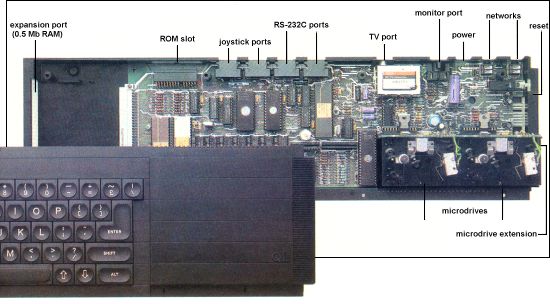 expansion port
(0.5 Mb RAM)
ROM slot
joystick ports
RS-232C ports
TV port
monitor port
power
networks
reset
microdrives
microdrive extension
I O P
ENTER
K L
M
SHIFT
ALT
QL